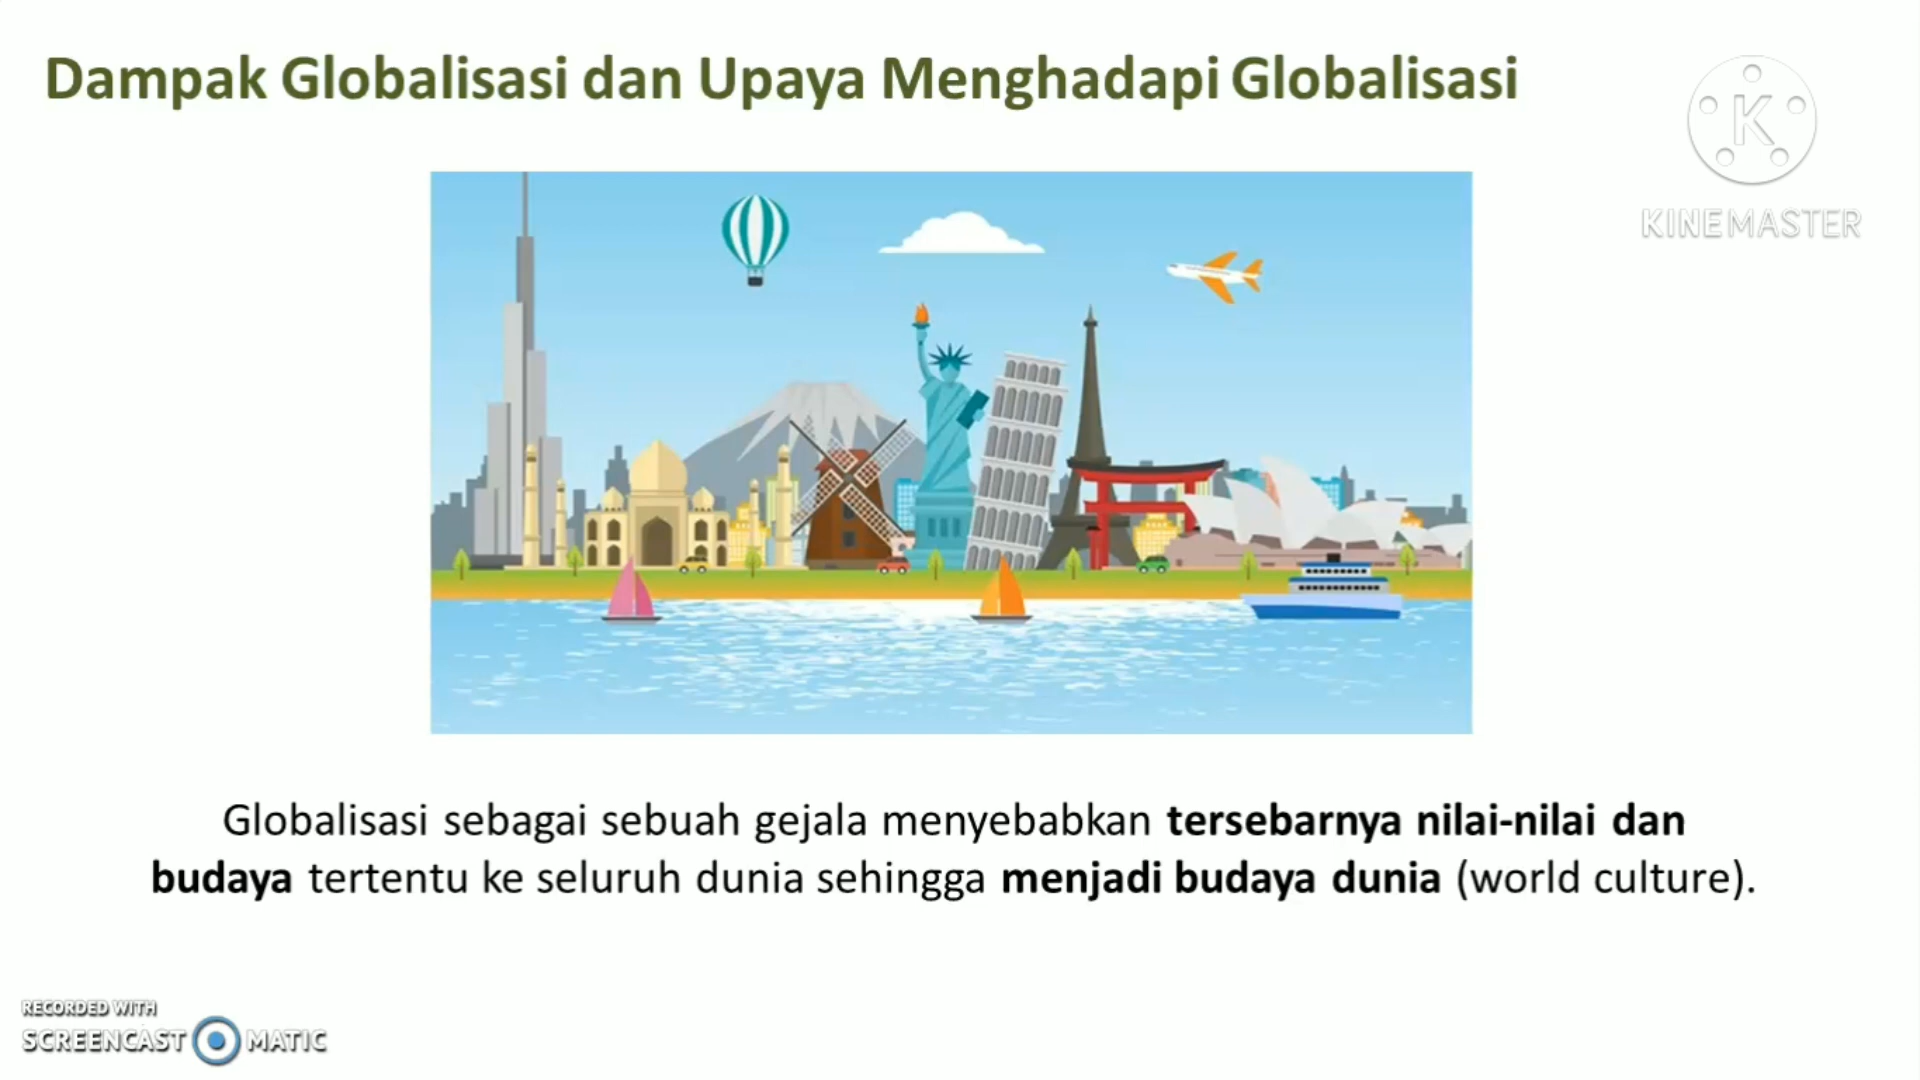 Dampak Globalisasi dan Upaya Menghadapi Globalisasi
K
KINEMASTER
Globalisasi sebagai sebuah gejala menyebabkan tersebarnya nilai-nilai dan
budaya tertentu ke seluruh dunia sehingga menjadi budaya dunia (world culture).
RECORDED WITH
SCREENCAST MATIC